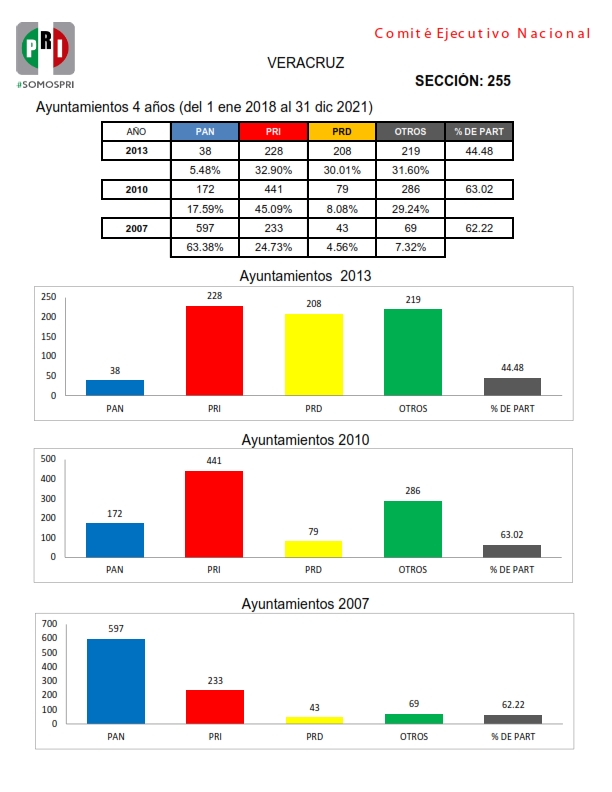 Comité Ejecutivo Nacional
PRI
#SOMOSPRI
VERACRUZ
SECCIÓN: 255
Ayuntamientos 4 años (del 1 ene 2018 al 31 dic 2021)
AÑO PAN PRI PRD OTROS % DE PART
2013 38 228 208 219 44.48
5.48% 32.90% 30.01% 31.60%
2010 172 441 79 286 63.02
17.59% 45.09% 8.08% 29.24%
2007 597 233 43 69 62.22
63.38% 24.73% 4.56% 7.32%
Ayuntamientos 2013
250
200
150
100
50
0
38 228 208 219 44.48
PAN PRI PRD OTROS % DE PART
Ayuntamientos 2010
500
400
300
200
100
0
172 441 79 286 63.02
PAN PRI PRD OTROS % DE PART
Ayuntamientos 2007
700
600
500
400
300
200
100
0
597 233 43 69 62.22
PAN PRI PRD OTROS % DE PART